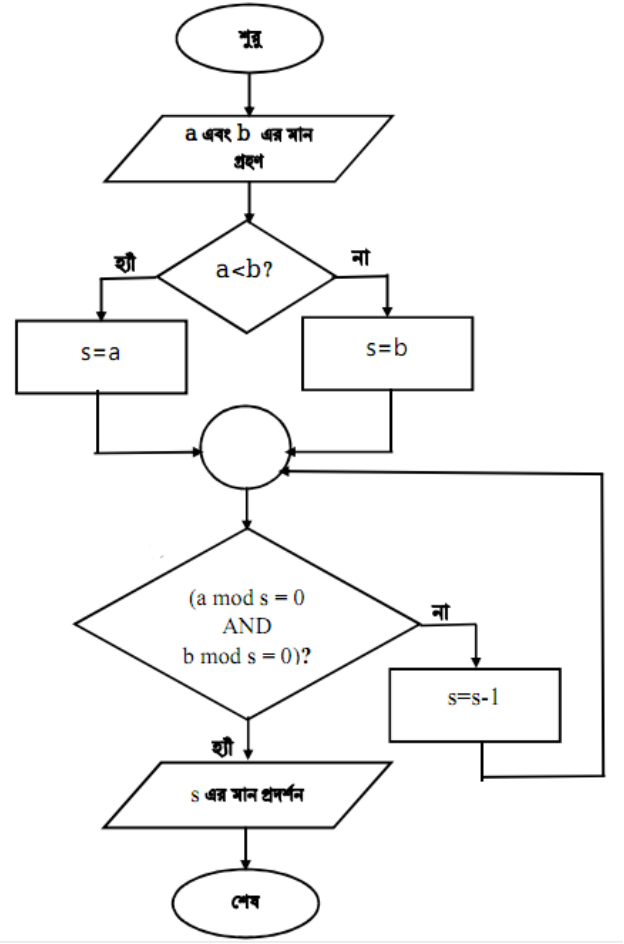 শুরু
a এবং b এর মান
গ্রহণ
a<b?
হ্যাঁ
না
s=a
s=b
(a mod s = 0
AND
b mod s = 0)?
না
s=s-1
হ্যাঁ
s এর মান প্রদর্শন
শেষ